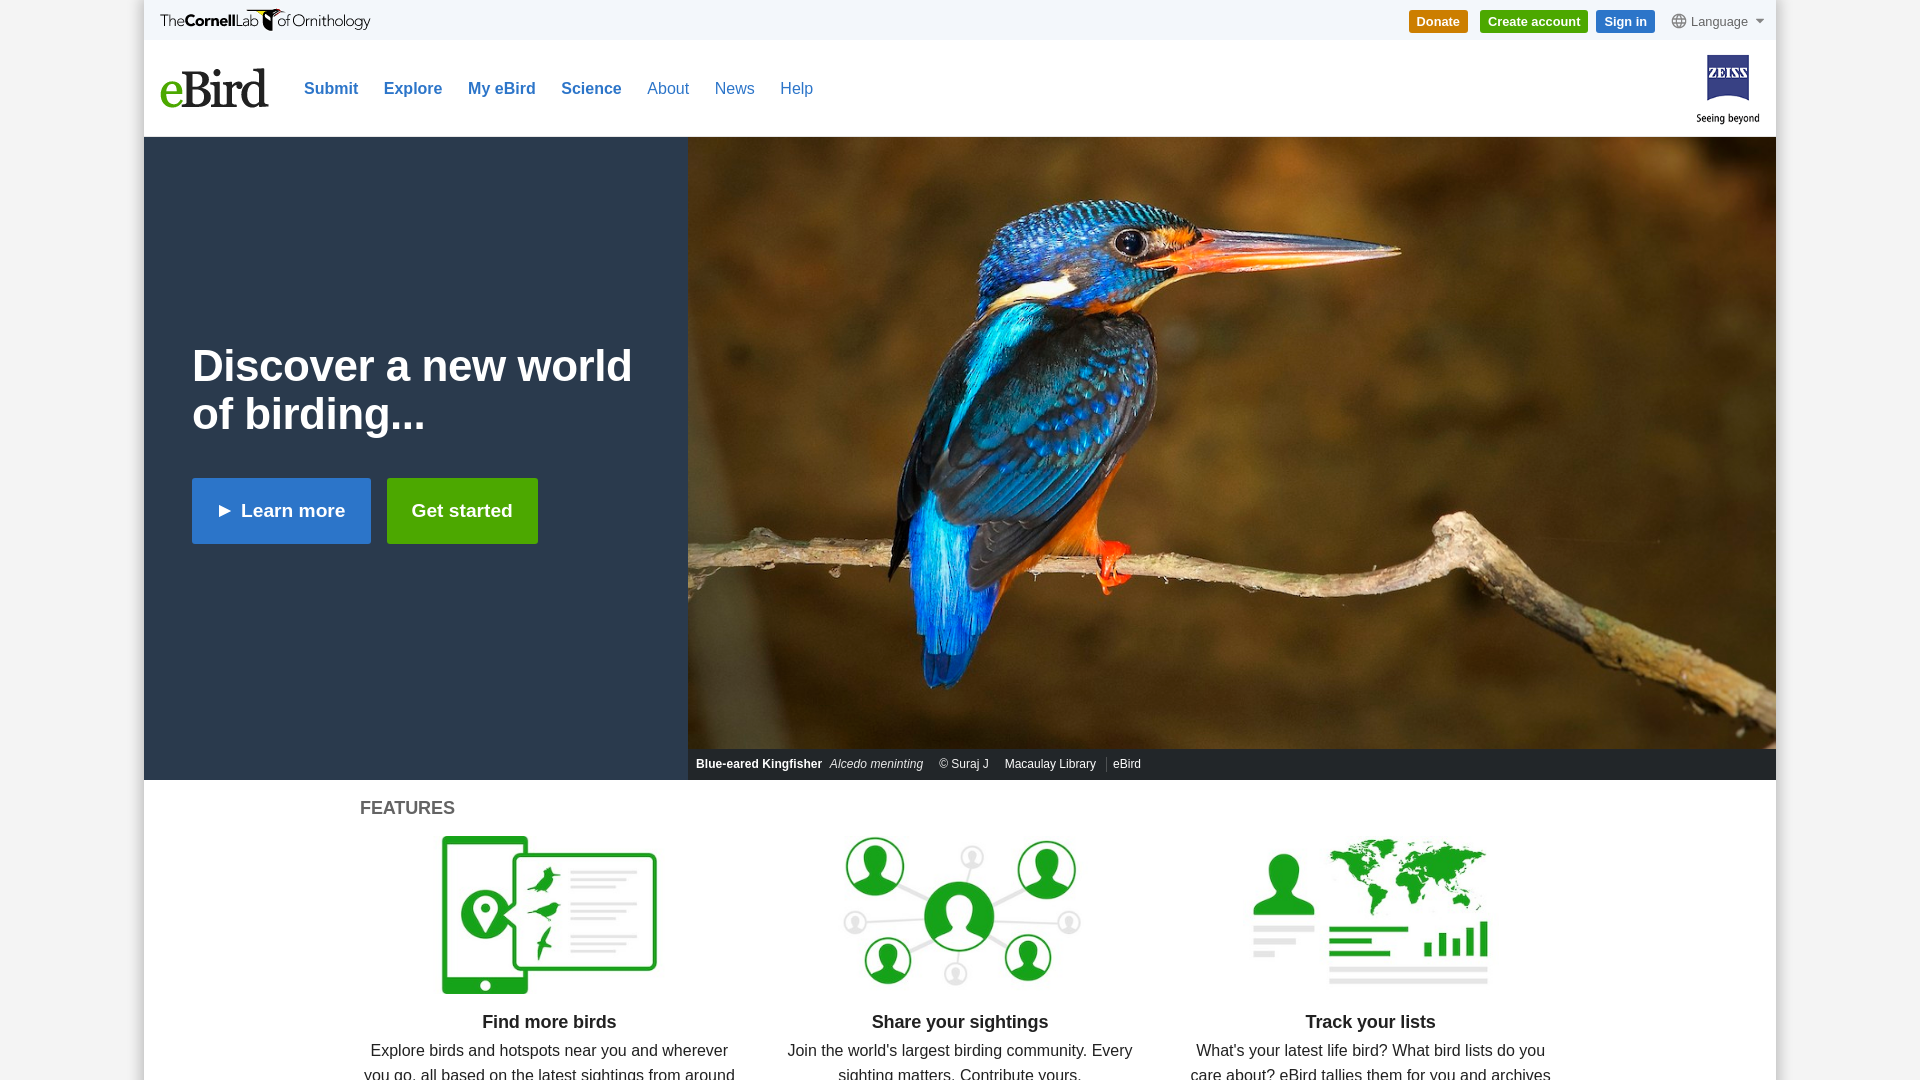 TheCornellLab of Ornithology
Donate
Create account
Sign in
Language
eBird
Submit
Explore
My eBird
Science
About
News
Help
ZEISS
Seeing beyond
Discover a new world
of birding...
Learn more
Get started
Blue-eared Kingfisher Alcedo meninting © Suraj J Macaulay Library eBird
FEATURES
Find more birds
Explore birds and hotspots near you and wherever
you go, all based on the latest sightings from around
Share your sightings
Join the world's largest birding community. Every
sighting matters. Contribute yours.
Track your lists
What's your latest life bird? What bird lists do you
care about? eBird tallies them for you and archives